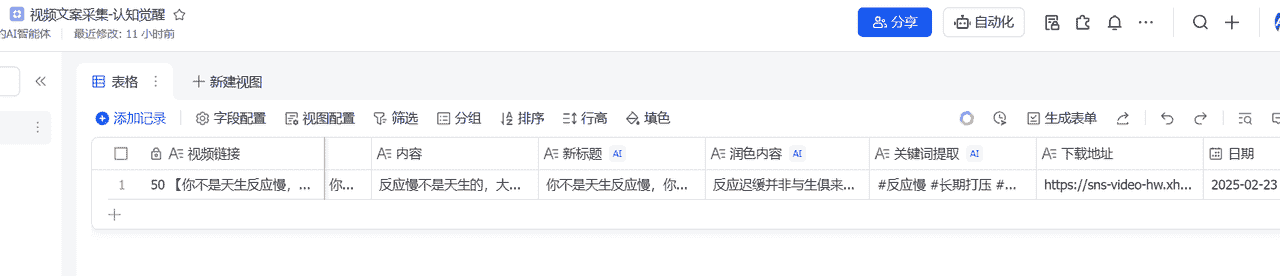 视频文案采集-认知觉醒
的AI智能体 最近修改: 11 小时前
分享 自动化
表格 新建视图
添加记录 字段配置 视图配置 筛选 分组 排序 行高 填色 生成表单
视频链接 内容 新标题 AI 润色内容 AI 关键词提取 AI 下载地址 日期
1 50 【你不是天生反应慢，... 你... 反应慢不是天生的，大... 你不是天生反应慢，你... 反应迟缓并非与生俱来... #反应慢 #长期打压 #... https://sns-video-hw.xh... 2025-02-23